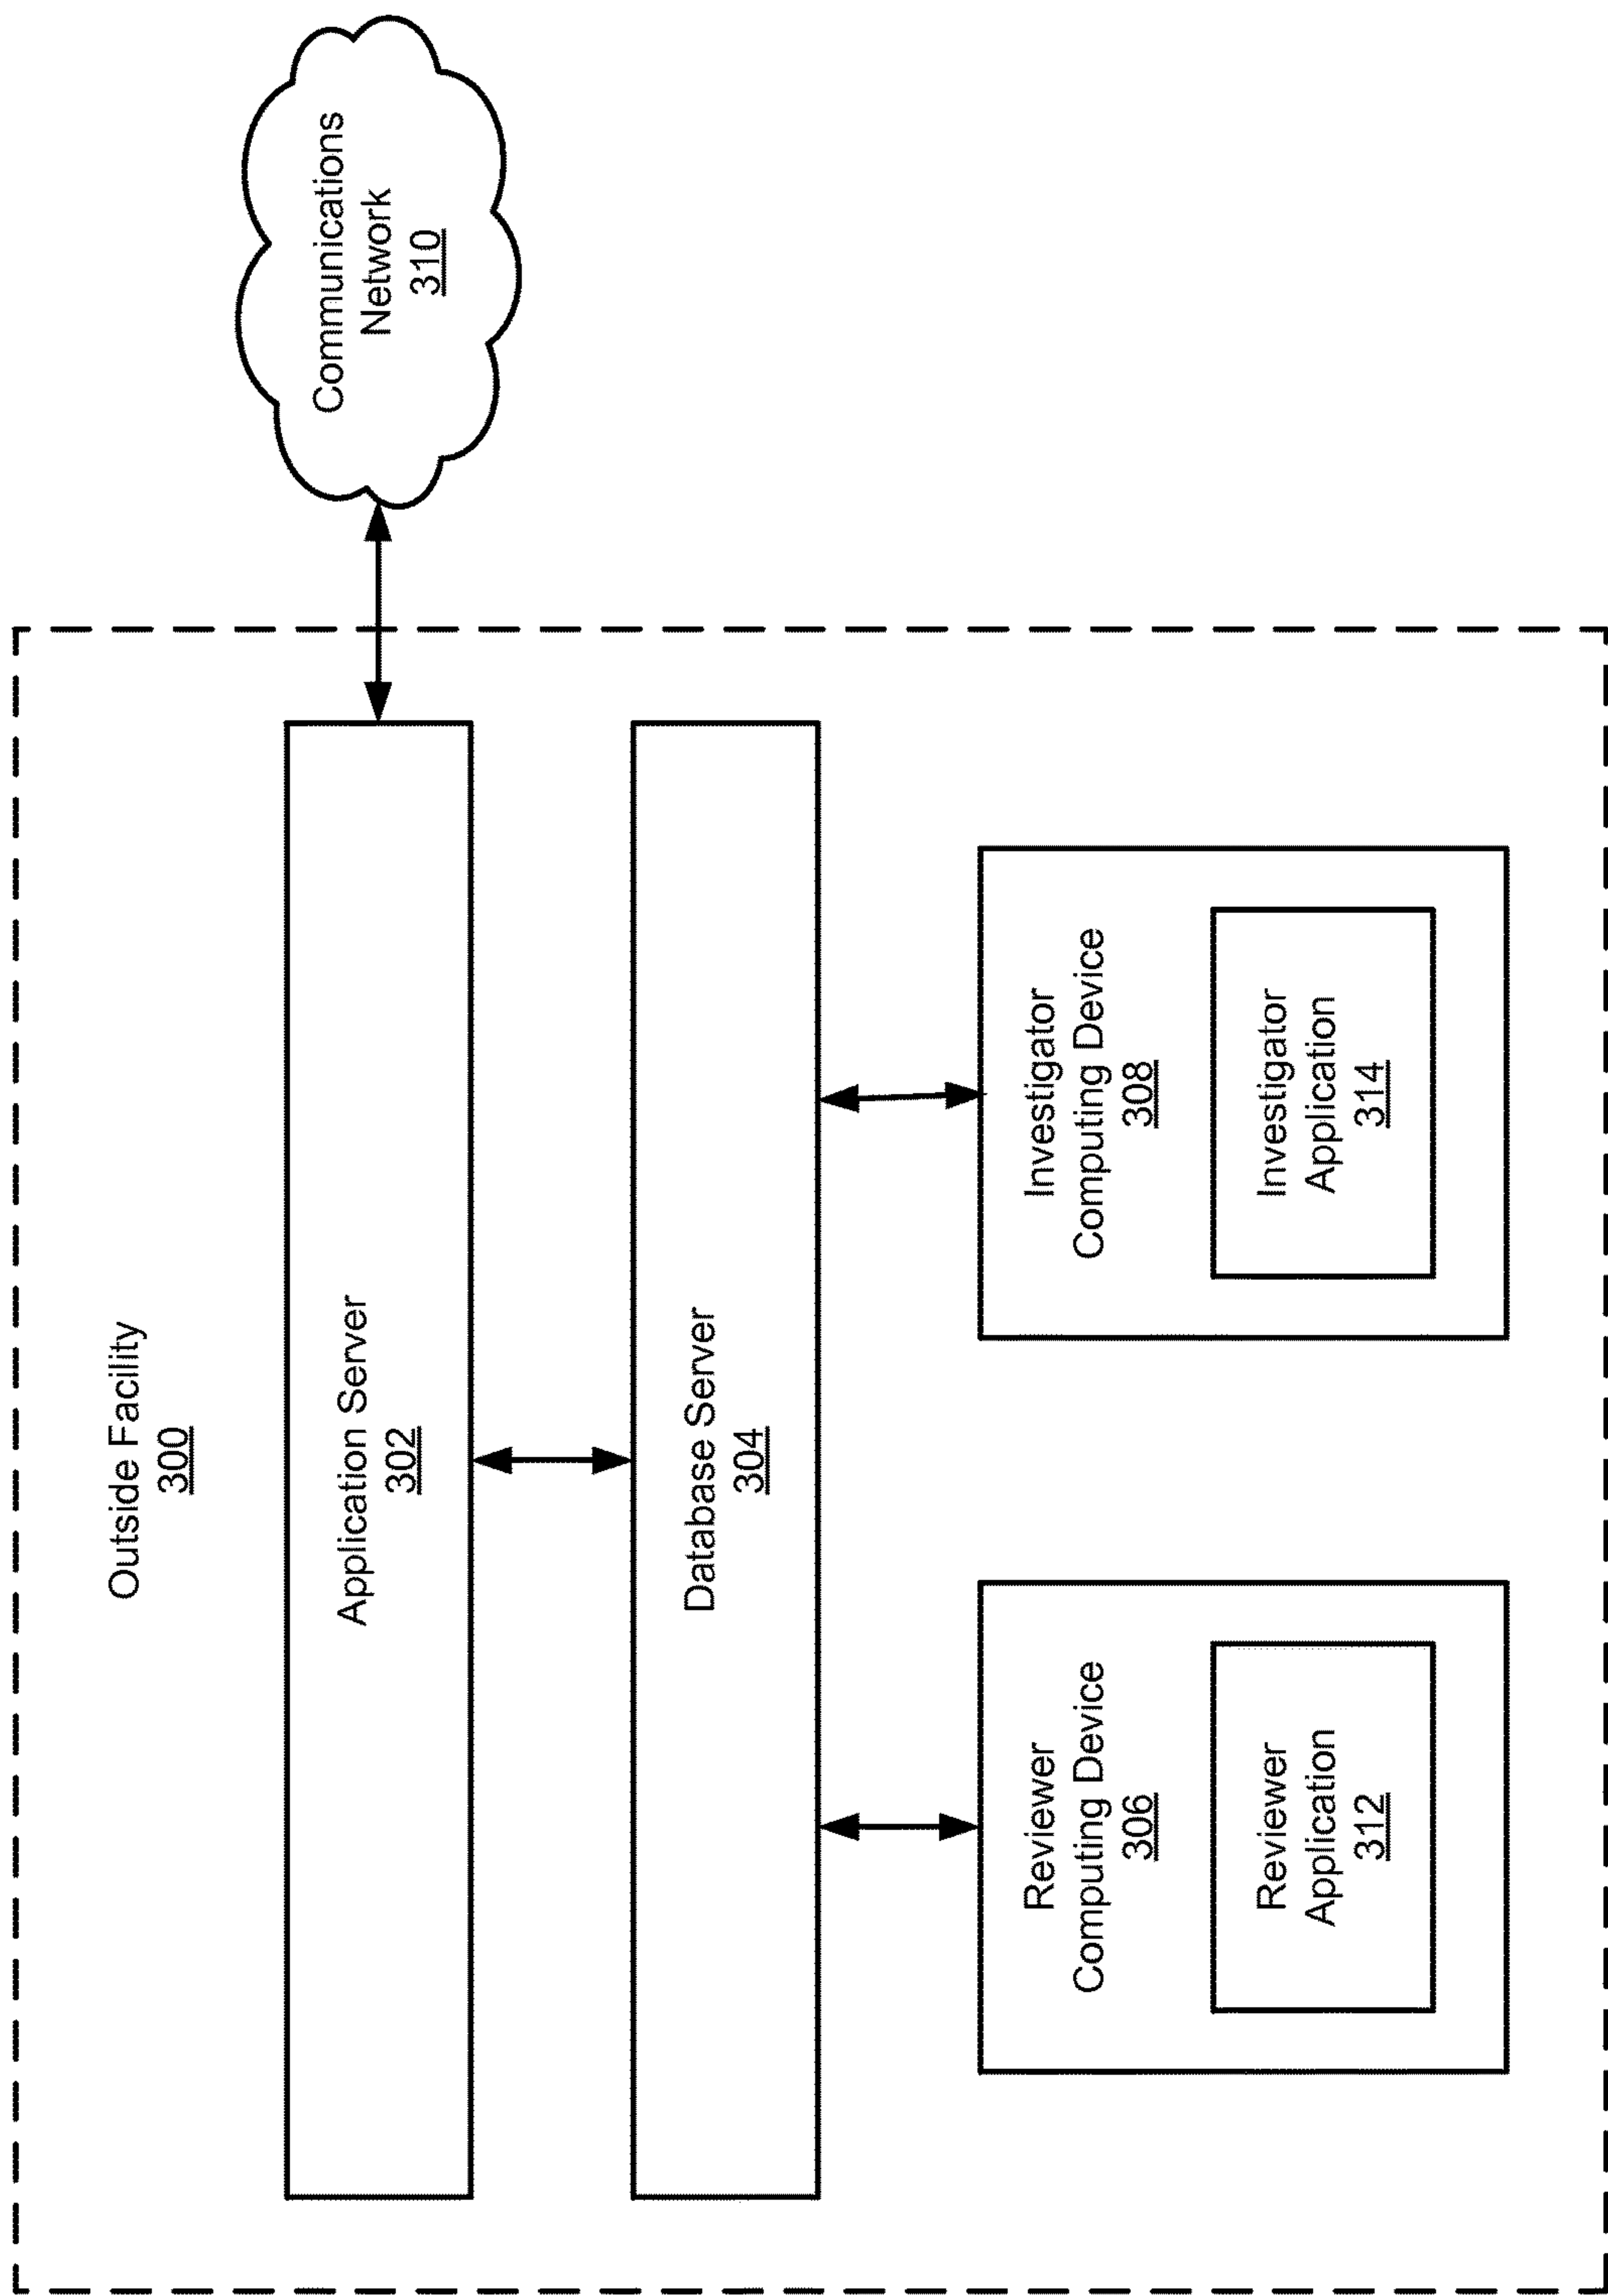 Outside Facility
300
Application Server
302
Communications
Network
310
Database Server
304
Reviewer
Computing Device
306
Reviewer
Application
312
Investigator
Computing Device
308
Investigator
Application
314